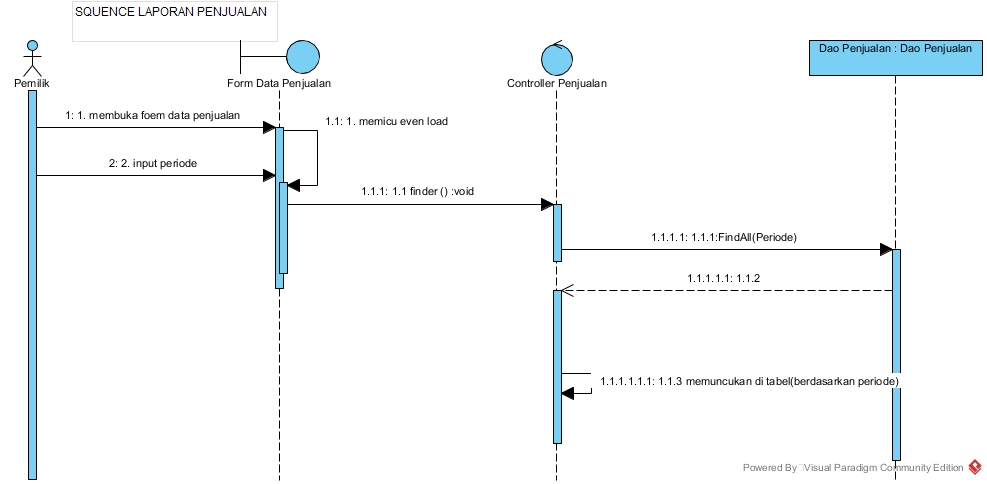 SQUENCE LAPORAN PENJUALAN
Pemilik
Form Data Penjualan
Controller Penjualan
Dao Penjualan : Dao Penjualan
1: 1. membuka foem data penjualan
1.1: 1. memicu even load
2: 2. input periode
1.1.1: 1.1 finder () :void
1.1.1.1: 1.1.1:FindAll(Periode)
1.1.1.1.1: 1.1.2
1.1.1.1.1.1: 1.1.3 memuncukan di tabel(berdasarkan periode)
Powered By Visual Paradigm Community Edition